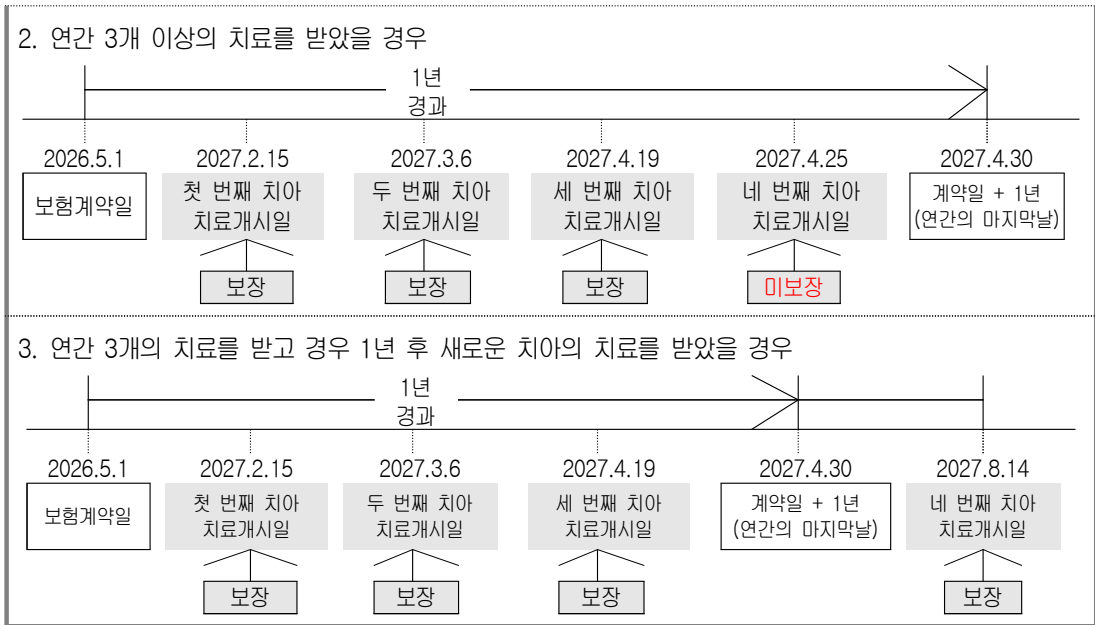 2. 연간 3개 이상의 치료를 받았을 경우
1년
경과
2026.5.1 2027.2.15 2027.3.6 2027.4.19 2027.4.25 2027.4.30
보험계약일
첫 번째 치아
치료개시일
두 번째 치아
치료개시일
세 번째 치아
치료개시일
네 번째 치아
치료개시일
계약일 + 1년
(연간의 마지막날)
보장 보장 보장 미보장
3. 연간 3개의 치료를 받고 경우 1년 후 새로운 치아의 치료를 받았을 경우
1년
경과
2026.5.1 2027.2.15 2027.3.6 2027.4.19 2027.4.30 2027.8.14
보험계약일
첫 번째 치아
치료개시일
두 번째 치아
치료개시일
세 번째 치아
치료개시일
계약일 + 1년
(연간의 마지막날)
네 번째 치아
치료개시일
보장 보장 보장 보장